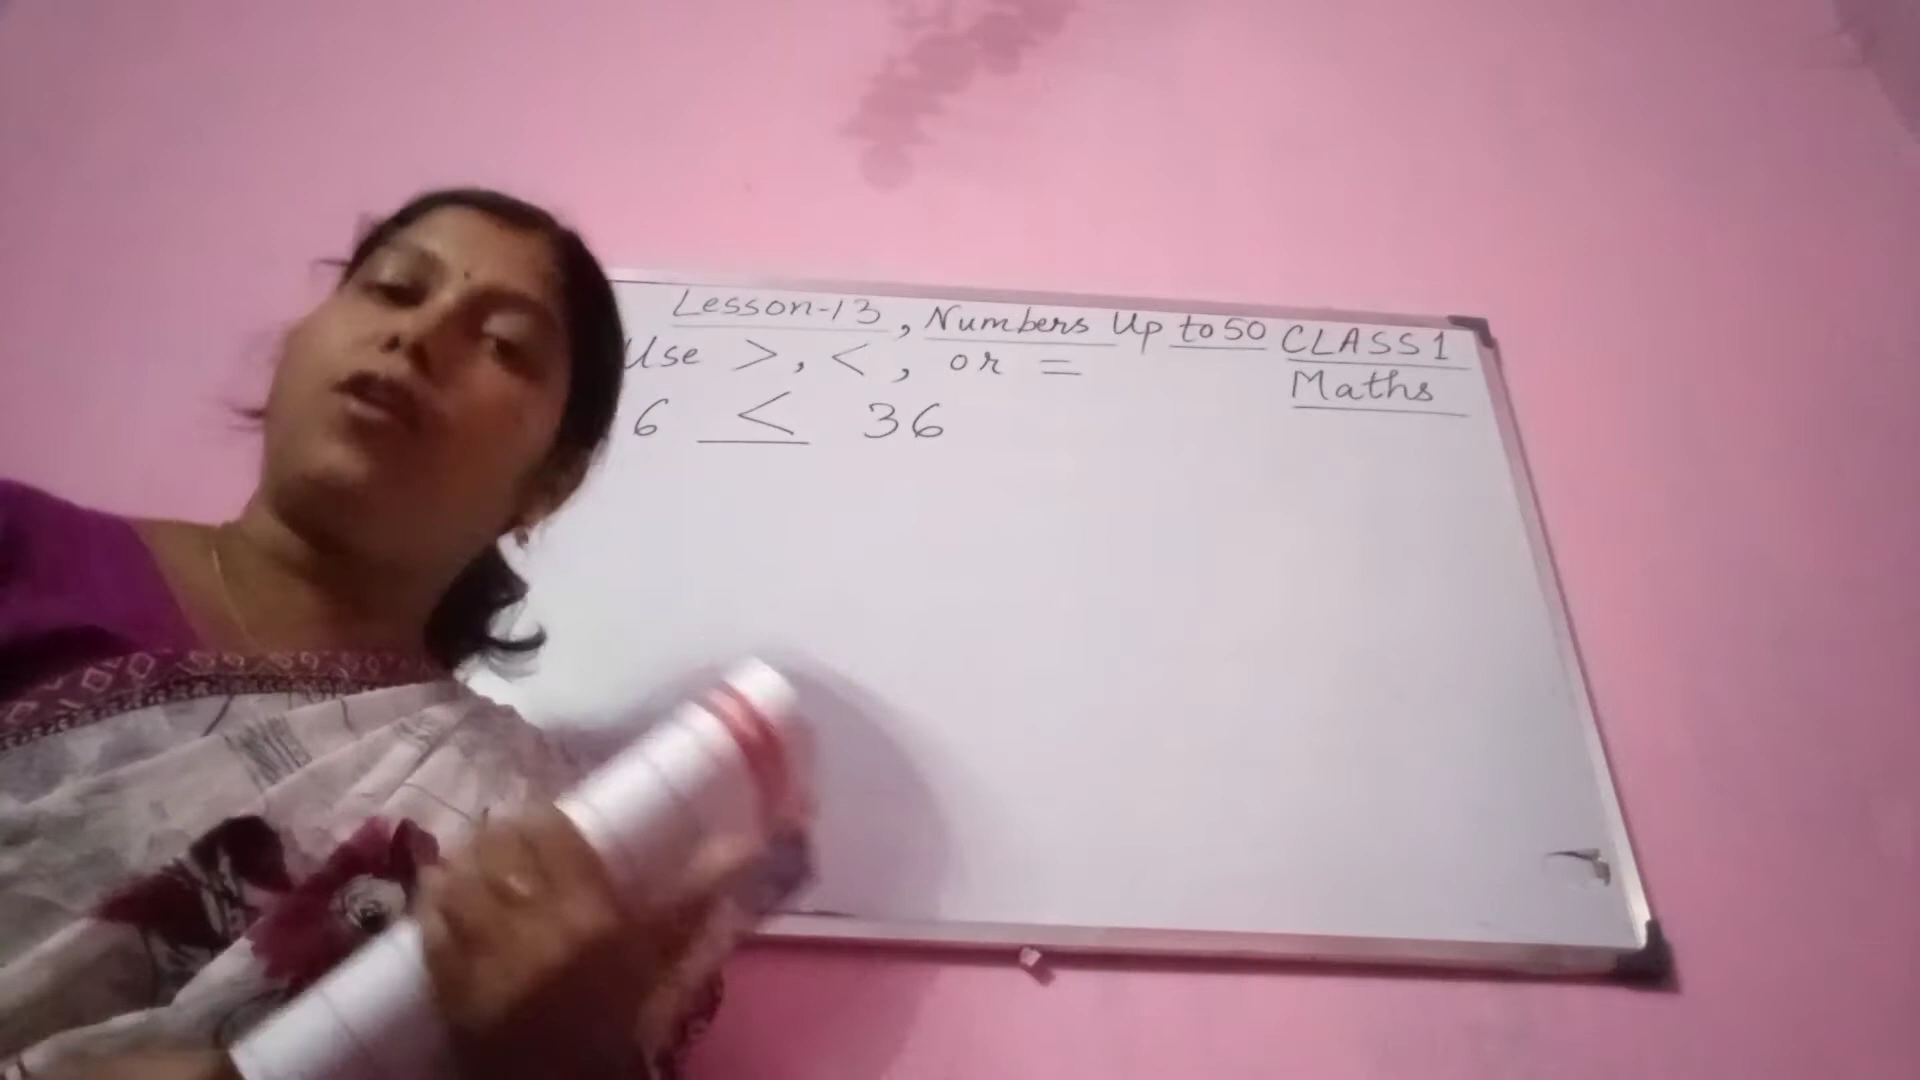 Lesson-13, Numbers Up to 50 CLASS 1
Maths
Use >, <, or =
6 < 36